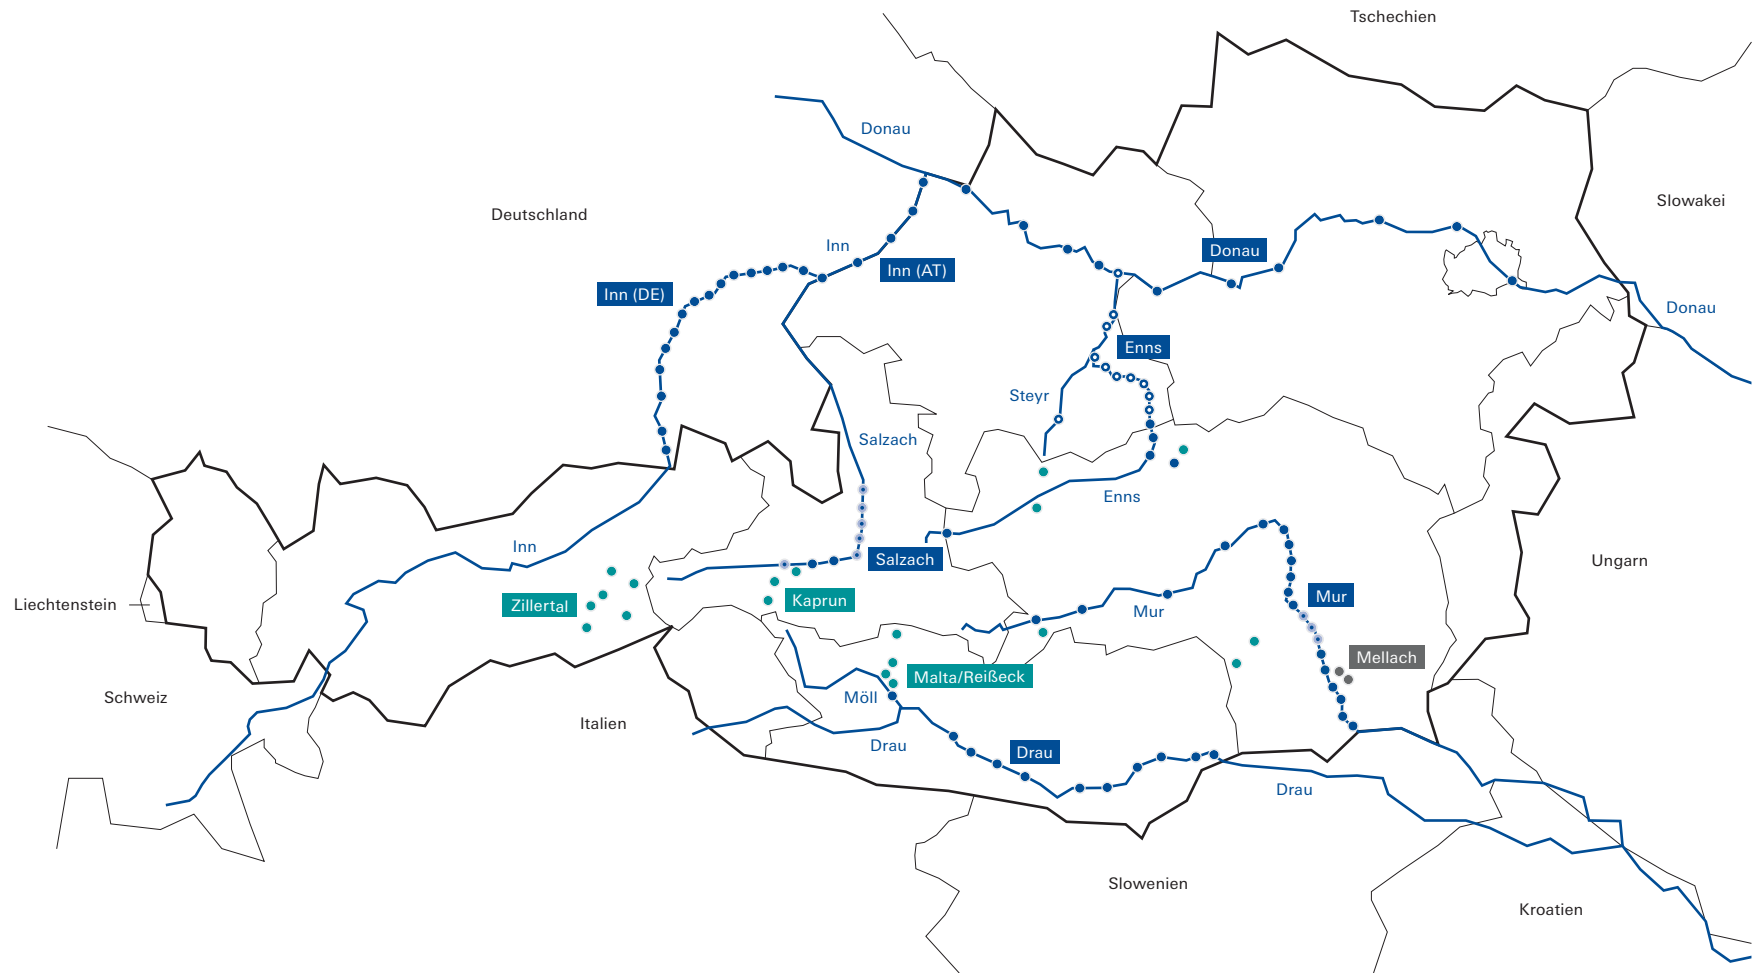 Tschechien
Donau
Slowakei
Deutschland
Inn
Donau
Inn (AT)
Inn (DE)
Donau
Enns
Steyr
Salzach
Enns
Inn
Salzach
Ungarn
Liechtenstein
Zillertal
Kaprun
Mur
Mur
Mellach
Malta/Reißeck
Schweiz
Möll
Italien
Drau
Drau
Drau
Slowenien
Kroatien